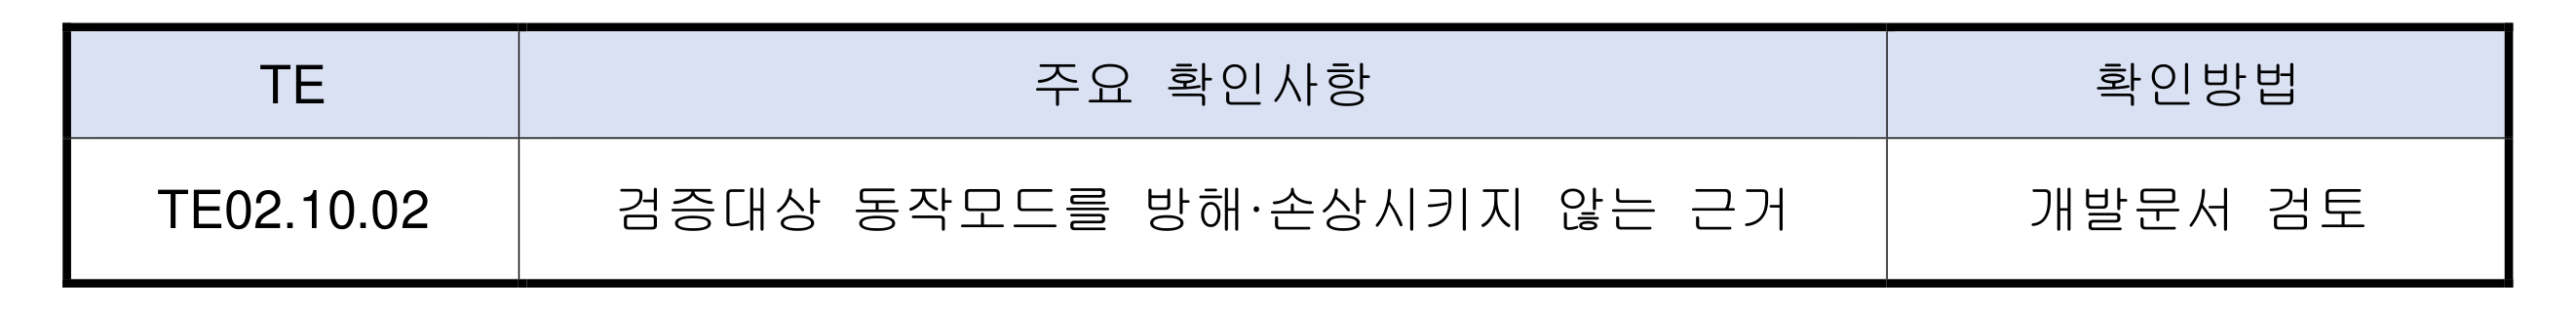 TE 주요 확인사항 확인방법
TE02.10.02 검증대상 동작모드를 방해·손상시키지 않는 근거 개발문서 검토